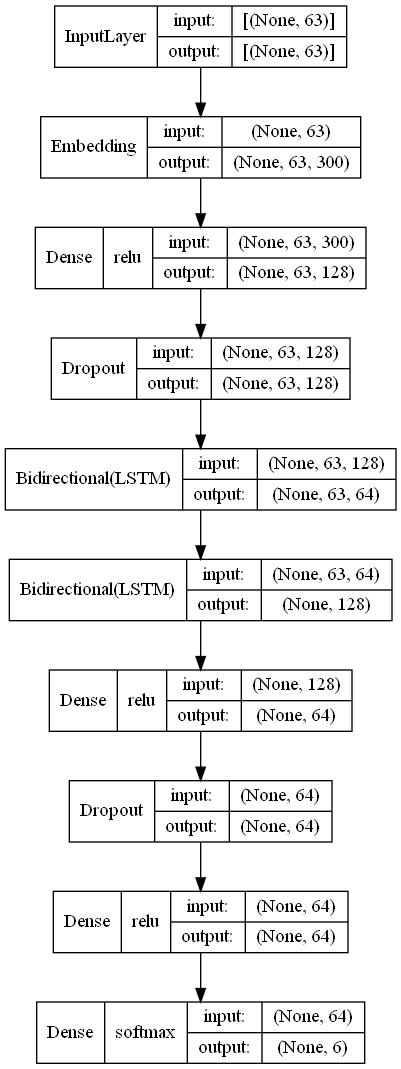 InputLayer input: [(None, 63)]
output: [(None, 63)]
Embedding input: (None, 63)
output: (None, 63, 300)
Dense relu input: (None, 63, 300)
output: (None, 63, 128)
Dropout input: (None, 63, 128)
output: (None, 63, 128)
Bidirectional(LSTM) input: (None, 63, 128)
output: (None, 63, 64)
Bidirectional(LSTM) input: (None, 63, 64)
output: (None, 128)
Dense relu input: (None, 128)
output: (None, 64)
Dropout input: (None, 64)
output: (None, 64)
Dense relu input: (None, 64)
output: (None, 64)
Dense softmax input: (None, 64)
output: (None, 6)